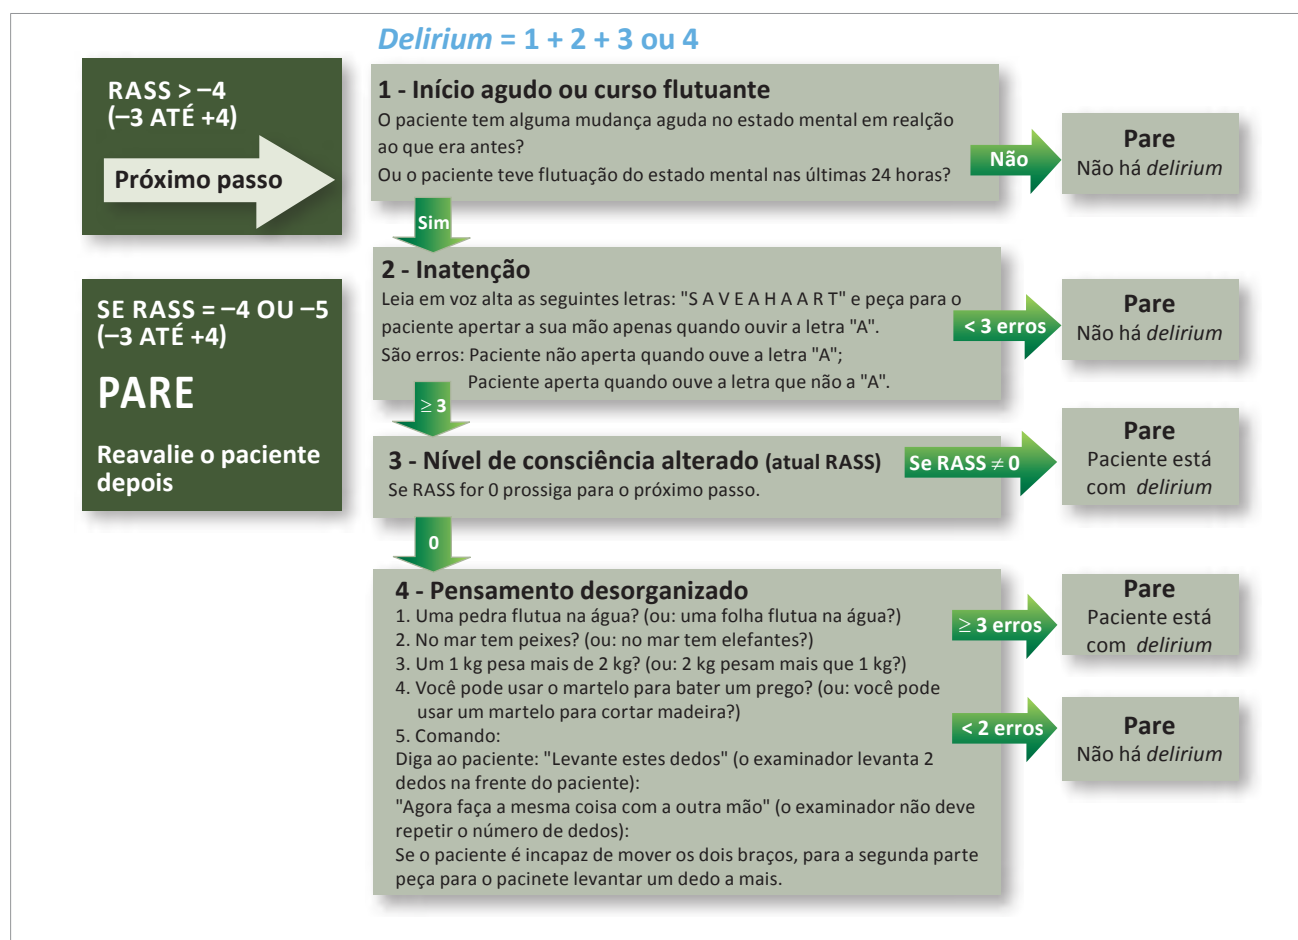 Delirium = 1 + 2 + 3 ou 4
RASS > −4
(−3 ATÉ +4)
Próximo passo
1 - Início agudo ou curso flutuante
O paciente tem alguma mudança aguda no estado mental em realção
ao que era antes?
Ou o paciente teve flutuação do estado mental nas últimas 24 horas?
Não
Pare
Não há delirium
Sim
SE RASS = −4 OU −5
(−3 ATÉ +4)
PARE
Reavalie o paciente
depois
2 - Inatenção
Leia em voz alta as seguintes letras: "S A V E A H A A R T" e peça para o
paciente apertar a sua mão apenas quando ouvir a letra "A".
São erros: Paciente não aperta quando ouve a letra "A";
Paciente aperta quando ouve a letra que não a "A".
< 3 erros
Pare
Não há delirium
≥ 3
3 - Nível de consciência alterado (atual RASS)
Se RASS for 0 prossiga para o próximo passo.
Se RASS ≠ 0
Pare
Paciente está
com delirium
0
4 - Pensamento desorganizado
1. Uma pedra flutua na água? (ou: uma folha flutua na água?)
2. No mar tem peixes? (ou: no mar tem elefantes?)
3. Um 1 kg pesa mais de 2 kg? (ou: 2 kg pesam mais que 1 kg?)
4. Você pode usar o martelo para bater um prego? (ou: você pode
usar um martelo para cortar madeira?)
5. Comando:
Diga ao paciente: "Levante estes dedos" (o examinador levanta 2
dedos na frente do paciente):
"Agora faça a mesma coisa com a outra mão" (o examinador não deve
repetir o número de dedos):
Se o paciente é incapaz de mover os dois braços, para a segunda parte
peça para o pacinete levantar um dedo a mais.
≥ 3 erros
Pare
Paciente está
com delirium
< 2 erros
Pare
Não há delirium